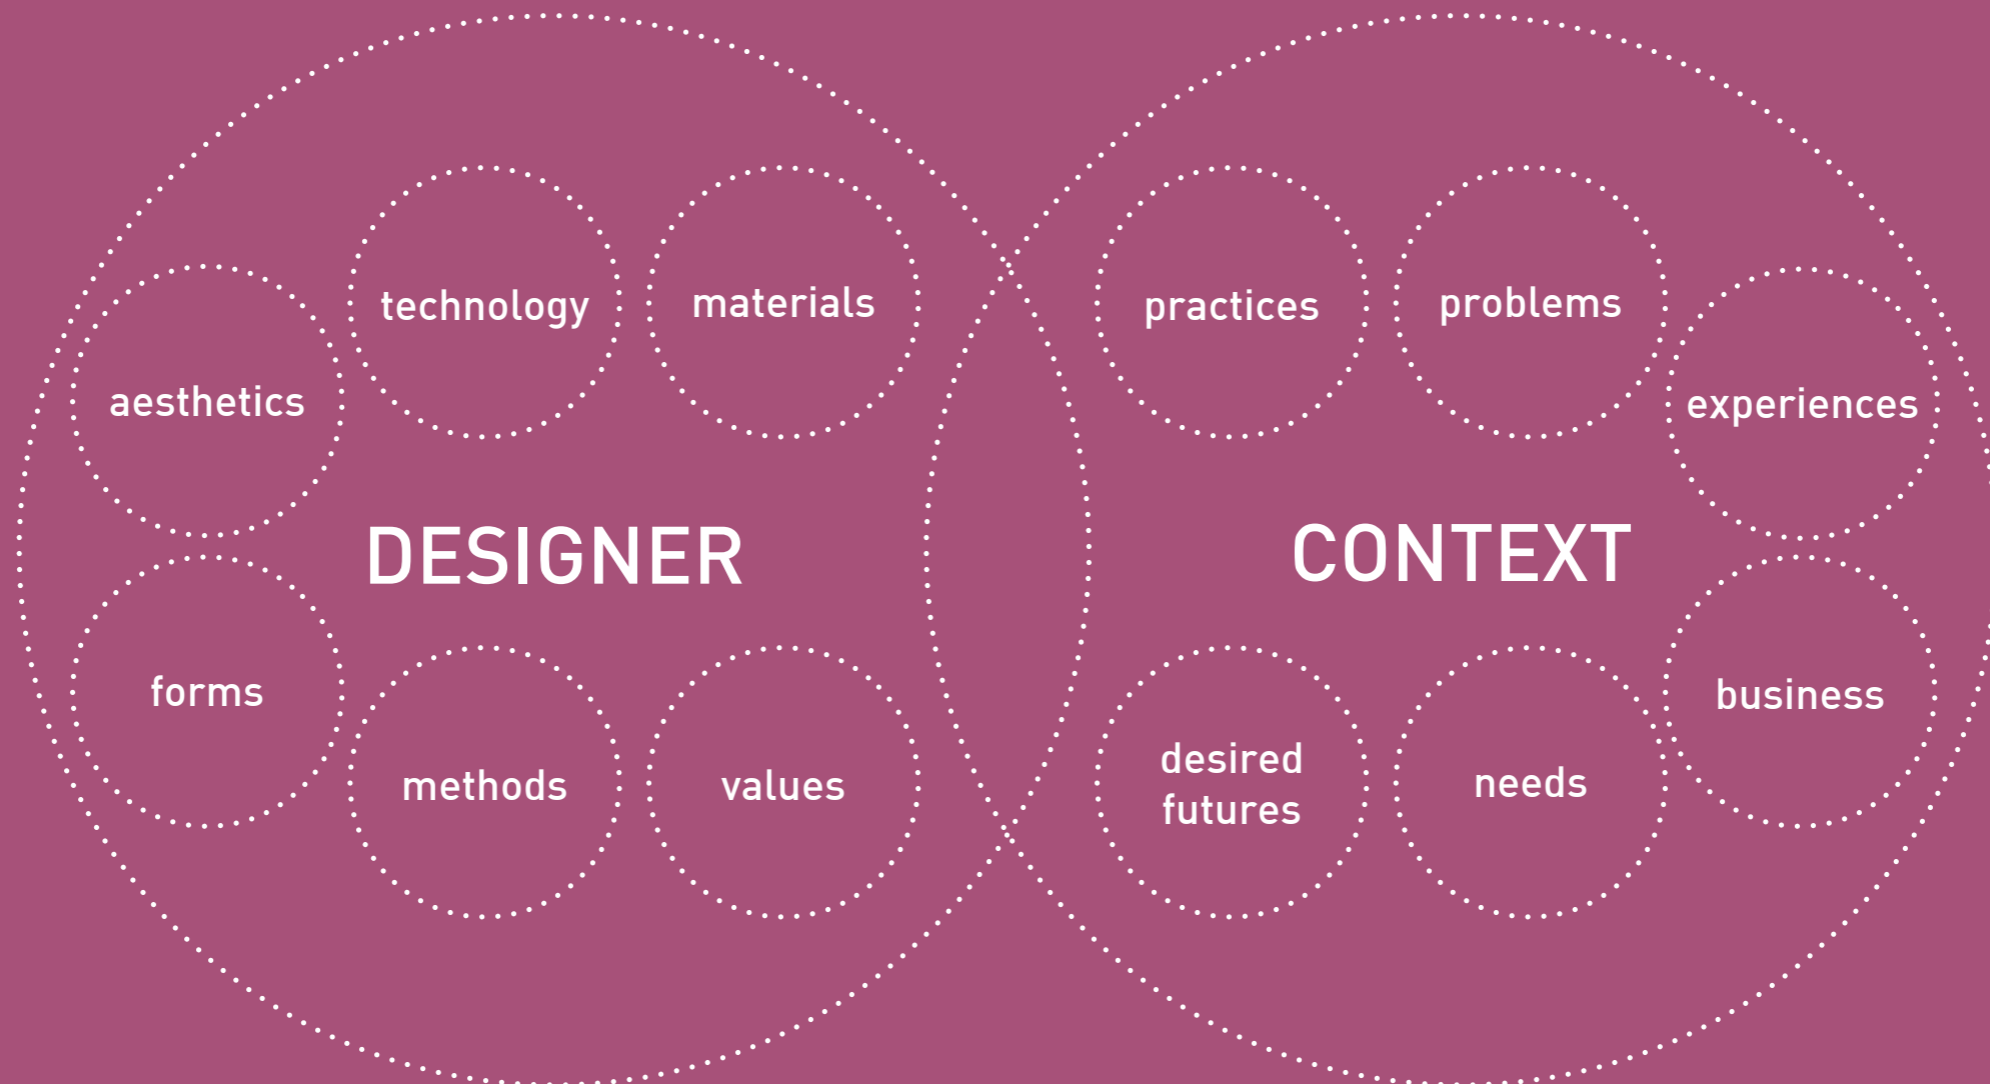 technology
materials
aesthetics
DESIGNER
forms
methods
values
practices
problems
experiences
CONTEXT
business
desired
futures
needs